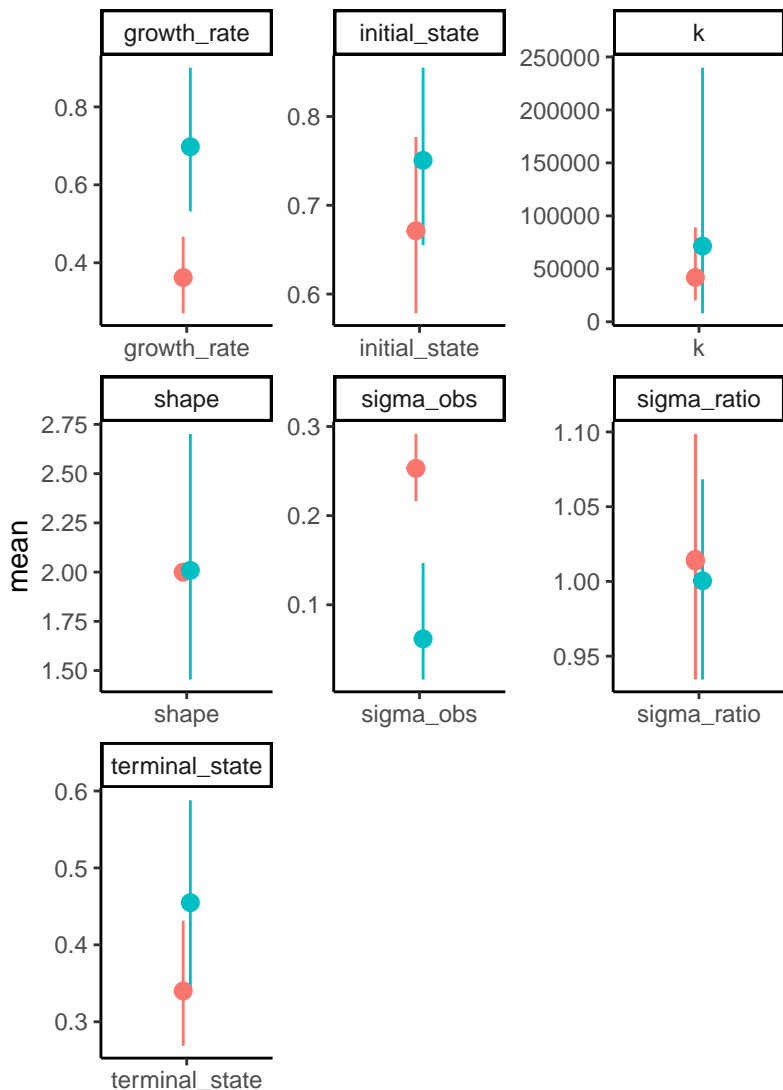 growth_rate
0.8
0.6
0.4
growth_rate
initial_state
0.8
0.7
0.6
initial_state
k
250000
200000
150000
100000
50000
0
k
mean
shape
2.75
2.50
2.25
2.00
1.75
1.50
shape
sigma_obs
0.3
0.2
0.1
sigma_obs
sigma_ratio
1.10
1.05
1.00
0.95
sigma_ratio
terminal_state
0.6
0.5
0.4
0.3
terminal_state